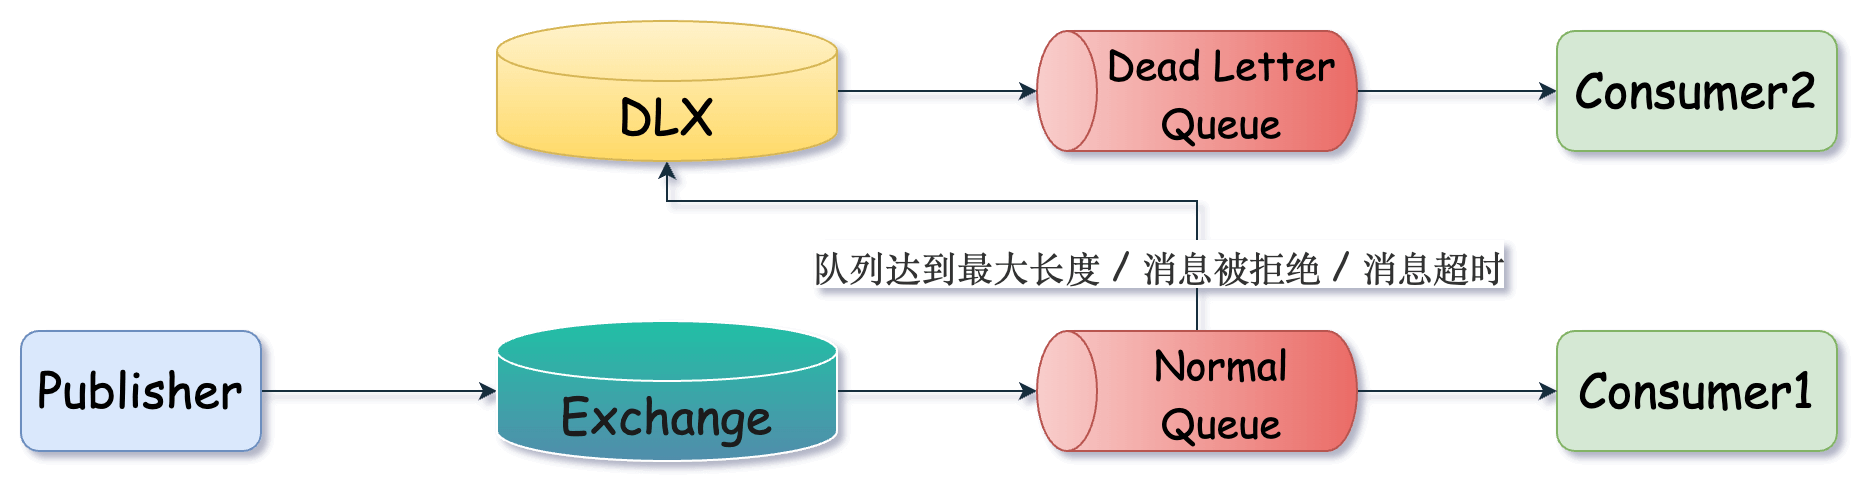 DLX
Dead Letter
Queue
Consumer2
队列达到最大长度 / 消息被拒绝 / 消息超时
Publisher
Exchange
Normal
Queue
Consumer1